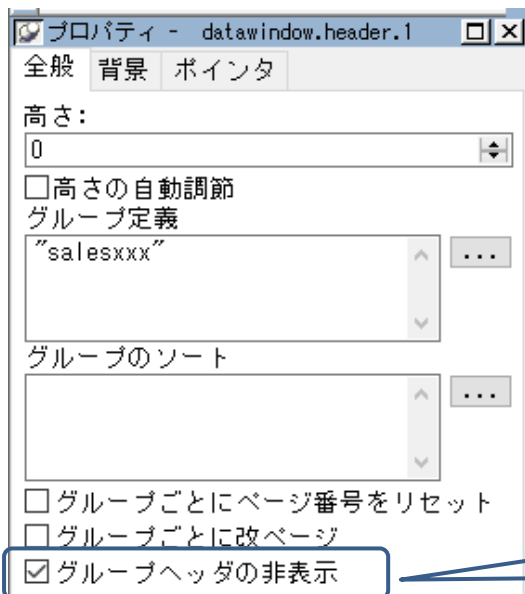 プロパティ - datawindow.header.1
全般 背景 ポインタ
高さ:
0
高さの自動調節
グループ定義
"salesxxx"
...
グループのソート
...
グループごとにページ番号をリセット
グループごとに改ページ
グループヘッダの非表示